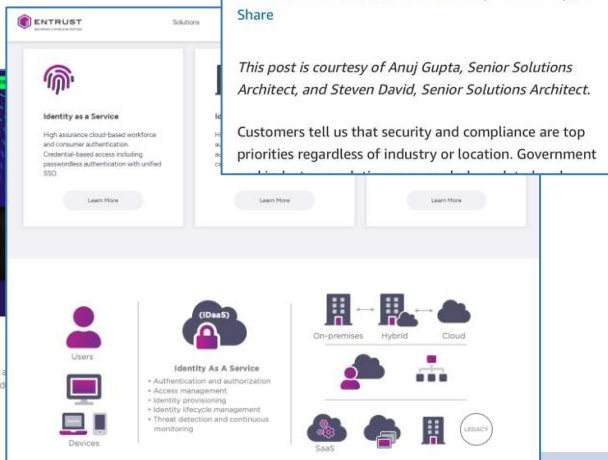 Share
This post is courtesy of Anuj Gupta, Senior Solutions
Architect, and Steven David, Senior Solutions Architect.
Customers tell us that security and compliance are top
priorities regardless of industry or location. Government
ENTRUST
Solutions
Identity as a Service
High assurance cloud-based workforce
and consumer authentication.
Credential-based access including
passwordless authentication with unified
SSO.
Learn More
Learn More
Learn More
Users
Devices
(IDaaS)
Identity As A Service
• Authentication and authorization
• Access management
• Identity provisioning
• Identity lifecycle management
• Threat detection and continuous
monitoring
On-premises
Hybrid
Cloud
SaaS
LEGACY